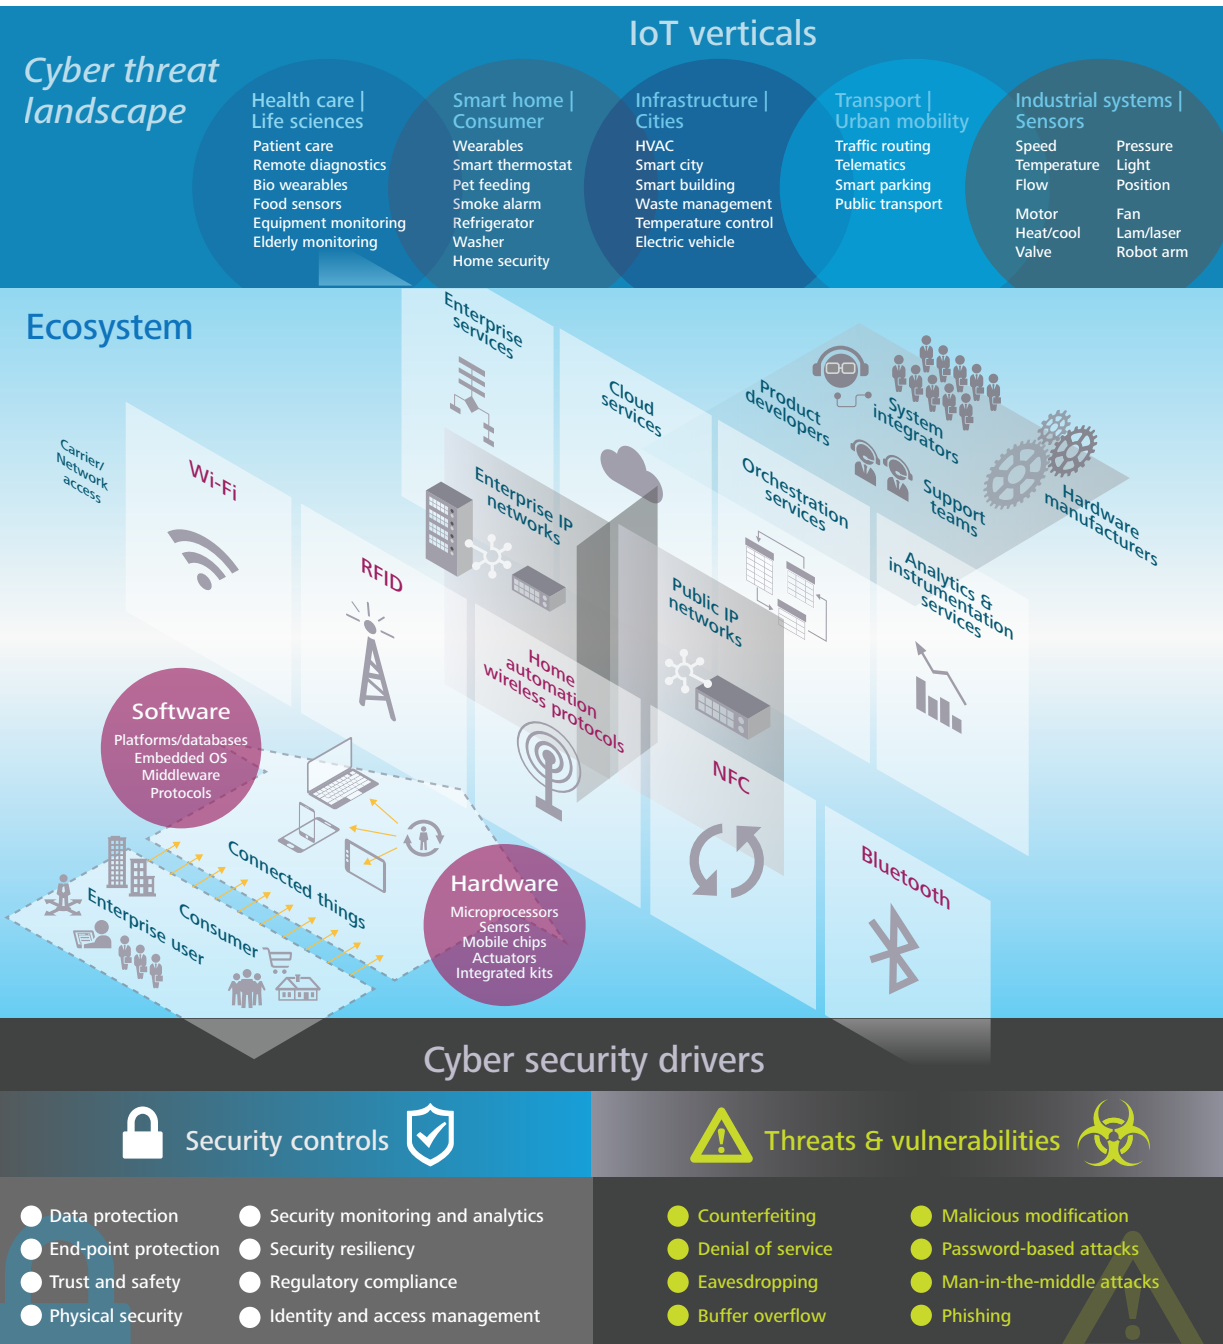 Cyber threat
landscape
IoT verticals
Health care |
Life sciences
Patient care
Remote diagnostics
Bio wearables
Food sensors
Equipment monitoring
Elderly monitoring
Smart home |
Consumer
Wearables
Smart thermostat
Pet feeding
Smoke alarm
Refrigerator
Washer
Home security
Infrastructure |
Cities
HVAC
Smart city
Smart building
Waste management
Temperature control
Electric vehicle
Transport |
Urban mobility
Traffic routing
Telematics
Smart parking
Public transport
Industrial systems |
Sensors
Speed
Temperature
Flow
Motor
Heat/cool
Valve
Pressure
Light
Position
Fan
Lam/laser
Robot arm
Ecosystem
Enterprise
services
Cloud
services
Product
developers
System
integrators
Support
teams
Hardware
manufacturers
Carrier/
Network
access
Wi-Fi
Enterprise IP
networks
Orchestration
services
RFID
Public IP
networks
Analytics &
instrumentation
services
Home
automation
wireless protocols
NFC
Bluetooth
Software
Platforms/databases
Embedded OS
Middleware
Protocols
Connected things
Hardware
Microprocessors
Sensors
Mobile chips
Actuators
Integrated kits
Enterprise user
Consumer
Cyber security drivers
Security controls
Data protection
End-point protection
Trust and safety
Physical security
Security monitoring and analytics
Security resiliency
Regulatory compliance
Identity and access management
Threats & vulnerabilities
Counterfeiting
Denial of service
Eavesdropping
Buffer overflow
Malicious modification
Password-based attacks
Man-in-the-middle attacks
Phishing